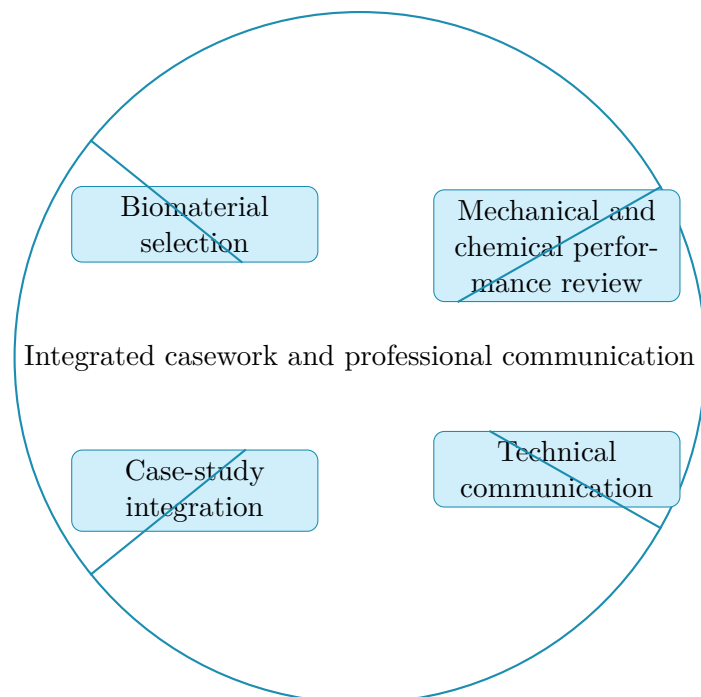 Biomaterial
selection
Mechanical and
chemical perfor-
mance review
Integrated casework and professional communication
Case-study
integration
Technical
communication